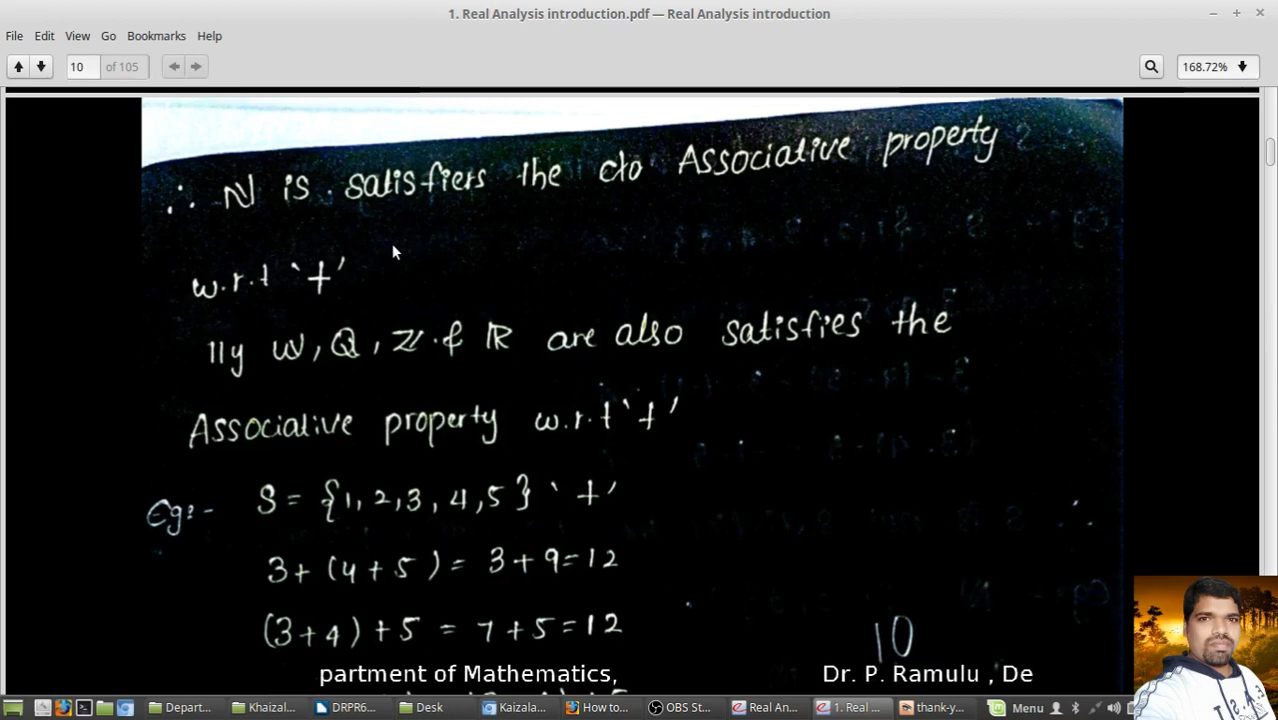 1. Real Analysis introduction.pdf — Real Analysis introduction
File Edit View Go Bookmarks Help
10 of 105 168.72%
∴ ℕ is satisfiers the cto Associative property
w.r.t '+'
lly W, Q, Z & R are also satisfies the
Associative property w.r.t '+'
Eg:- S = {1, 2, 3, 4, 5} '+'
3 + (4 + 5) = 3 + 9 = 12
(3 + 4) + 5 = 7 + 5 = 12
10
partment of Mathematics, Dr. P. Ramulu , De
Depart... Khaizal... DRPR6... Desk Kaizala... How to... OBS St... Real An... 1. Real ... thank-y... Menu